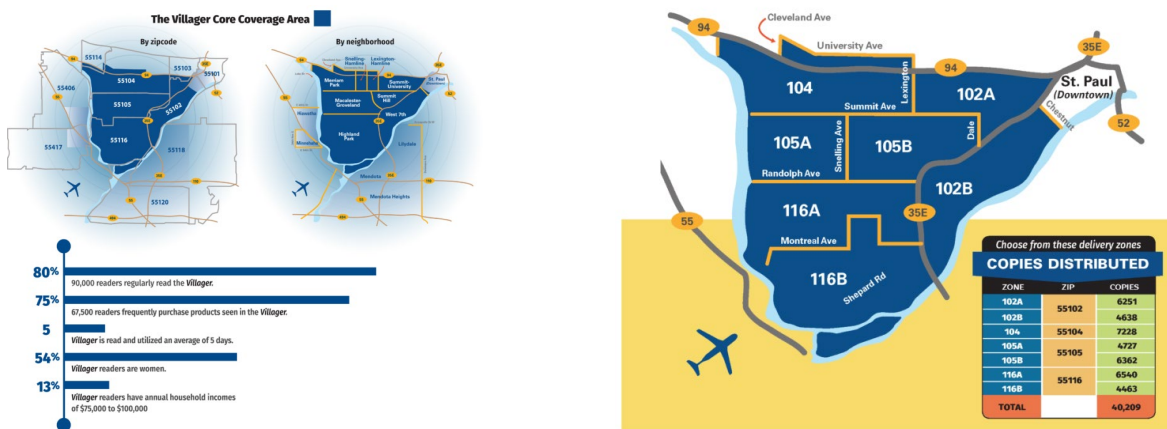 The Villager Core Coverage Area
By zipcode
55114
55103
55101
55104
55406
55105
55102
55116
55417
55118
55120
By neighborhood
Snelling-
Hamline
Lexington-
Hamline
Merriam
Park
Summit-
University
St. Paul
Macalester-
Groveland
Summit
Hill
West 7th
Highland
Park
Lilydale
Mendota
Mendota Heights
80%
90,000 readers regularly read the Villager.
75%
67,500 readers frequently purchase products seen in the Villager.
5
Villager is read and utilized an average of 5 days.
54%
Villager readers are women.
13%
Villager readers have annual household incomes
of $75,000 to $100,000
Cleveland Ave
94
University Ave
35E
94
St. Paul
(Downtown)
104
Lexington
102A
Chestnut
Summit Ave
52
105A
Snelling Ave
105B
Dale
Randolph Ave
102B
116A
35E
55
Montreal Ave
116B
Shepard Rd
Choose from these delivery zones
COPIES DISTRIBUTED
ZONE ZIP COPIES
102A 55102 6251
102B 4638
104 55104 7228
105A 55105 4727
105B 6362
116A 55116 6540
116B 4463
TOTAL 40,209